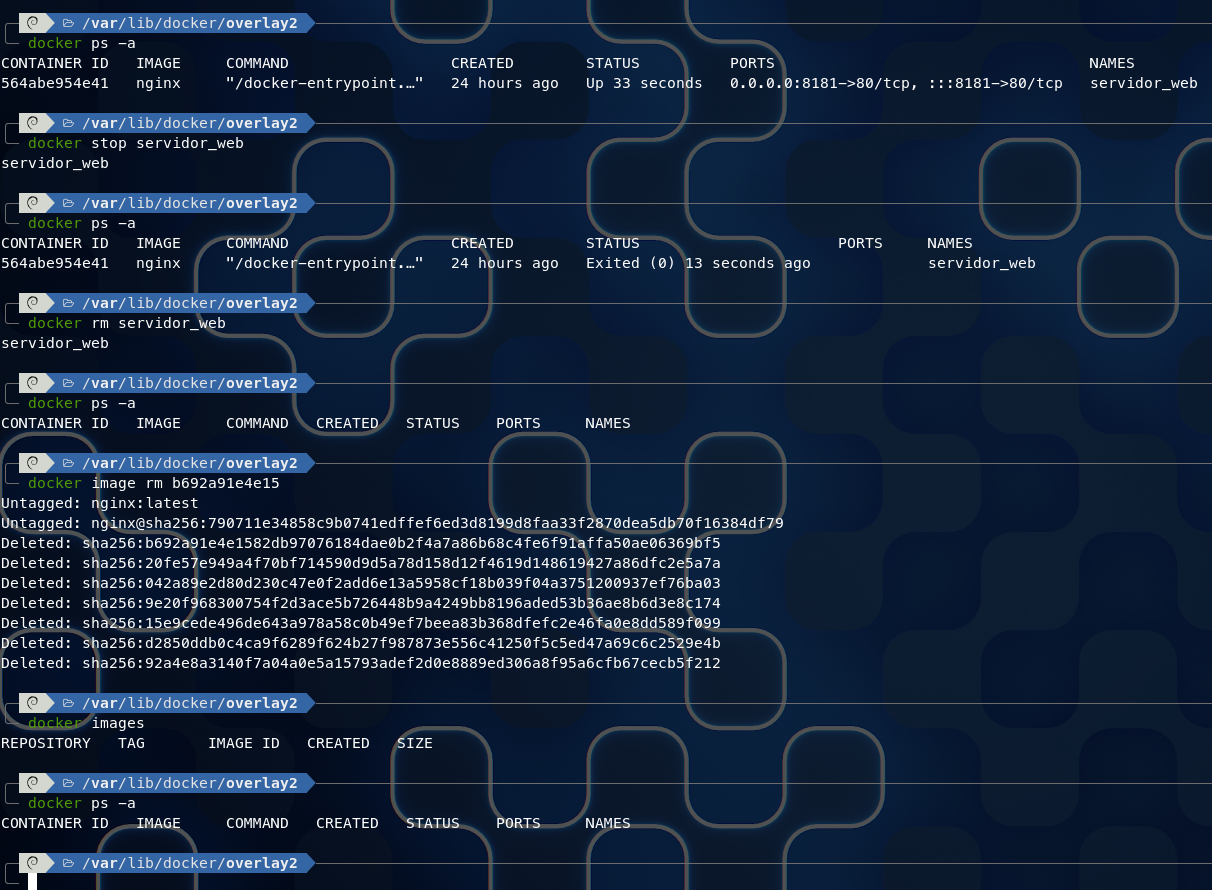 /var/lib/docker/overlay2
docker ps -a
CONTAINER ID   IMAGE     COMMAND                  CREATED        STATUS          PORTS                                   NAMES
564abe954e41   nginx     "/docker-entrypoint.…"   24 hours ago   Up 33 seconds   0.0.0.0:8181->80/tcp, :::8181->80/tcp   servidor_web
/var/lib/docker/overlay2
docker stop servidor_web
servidor_web
/var/lib/docker/overlay2
docker ps -a
CONTAINER ID   IMAGE     COMMAND                  CREATED        STATUS                      PORTS     NAMES
564abe954e41   nginx     "/docker-entrypoint.…"   24 hours ago   Exited (0) 13 seconds ago             servidor_web
/var/lib/docker/overlay2
docker rm servidor_web
servidor_web
/var/lib/docker/overlay2
docker ps -a
CONTAINER ID   IMAGE     COMMAND   CREATED   STATUS    PORTS     NAMES
/var/lib/docker/overlay2
docker image rm b692a91e4e15
Untagged: nginx:latest
Untagged: nginx@sha256:790711e34858c9b0741edffef6ed3d8199d8faa33f2870dea5db70f16384df79
Deleted: sha256:b692a91e4e1582db97076184dae0b2f4a7a86b68c4fe6f91affa50ae06369bf5
Deleted: sha256:20fe57e949a4f70bf714590d9d5a78d158d12f4619d148619427a86dfc2e5a7a
Deleted: sha256:042a89e2d80d230c47e0f2add6e13a5958cf18b039f04a3751200937ef76ba03
Deleted: sha256:9e20f968300754f2d3ace5b726448b9a4249bb8196aded53b36ae8b6d3e8c174
Deleted: sha256:15e9cede496de643a978a58c0b49ef7beea83b368dfefc2e46fa0e8dd589f099
Deleted: sha256:d2850ddb0c4ca9f6289f624b27f987873e556c41250f5c5ed47a69c6c2529e4b
Deleted: sha256:92a4e8a3140f7a04a0e5a15793adef2d0e8889ed306a8f95a6cfb67cecb5f212
/var/lib/docker/overlay2
docker images
REPOSITORY   TAG       IMAGE ID   CREATED   SIZE
/var/lib/docker/overlay2
docker ps -a
CONTAINER ID   IMAGE     COMMAND   CREATED   STATUS    PORTS     NAMES
/var/lib/docker/overlay2